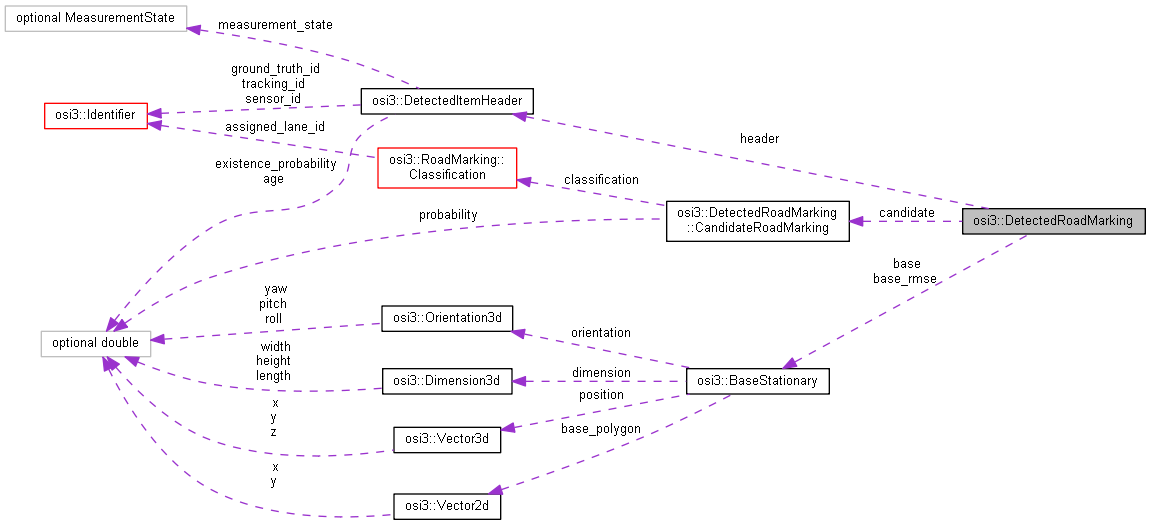 optional MeasurementState
measurement_state
ground_truth_id
tracking_id
sensor_id
osi3::DetectedItemHeader
osi3::Identifier
assigned_lane_id
header
existence_probability
age
osi3::RoadMarking::
Classification
classification
probability
osi3::DetectedRoadMarking
::CandidateRoadMarking
candidate
osi3::DetectedRoadMarking
base
base_rmse
yaw
pitch
roll
osi3::Orientation3d
orientation
optional double
width
height
length
osi3::Dimension3d
dimension
osi3::BaseStationary
position
x
y
z
osi3::Vector3d
base_polygon
x
y
osi3::Vector2d